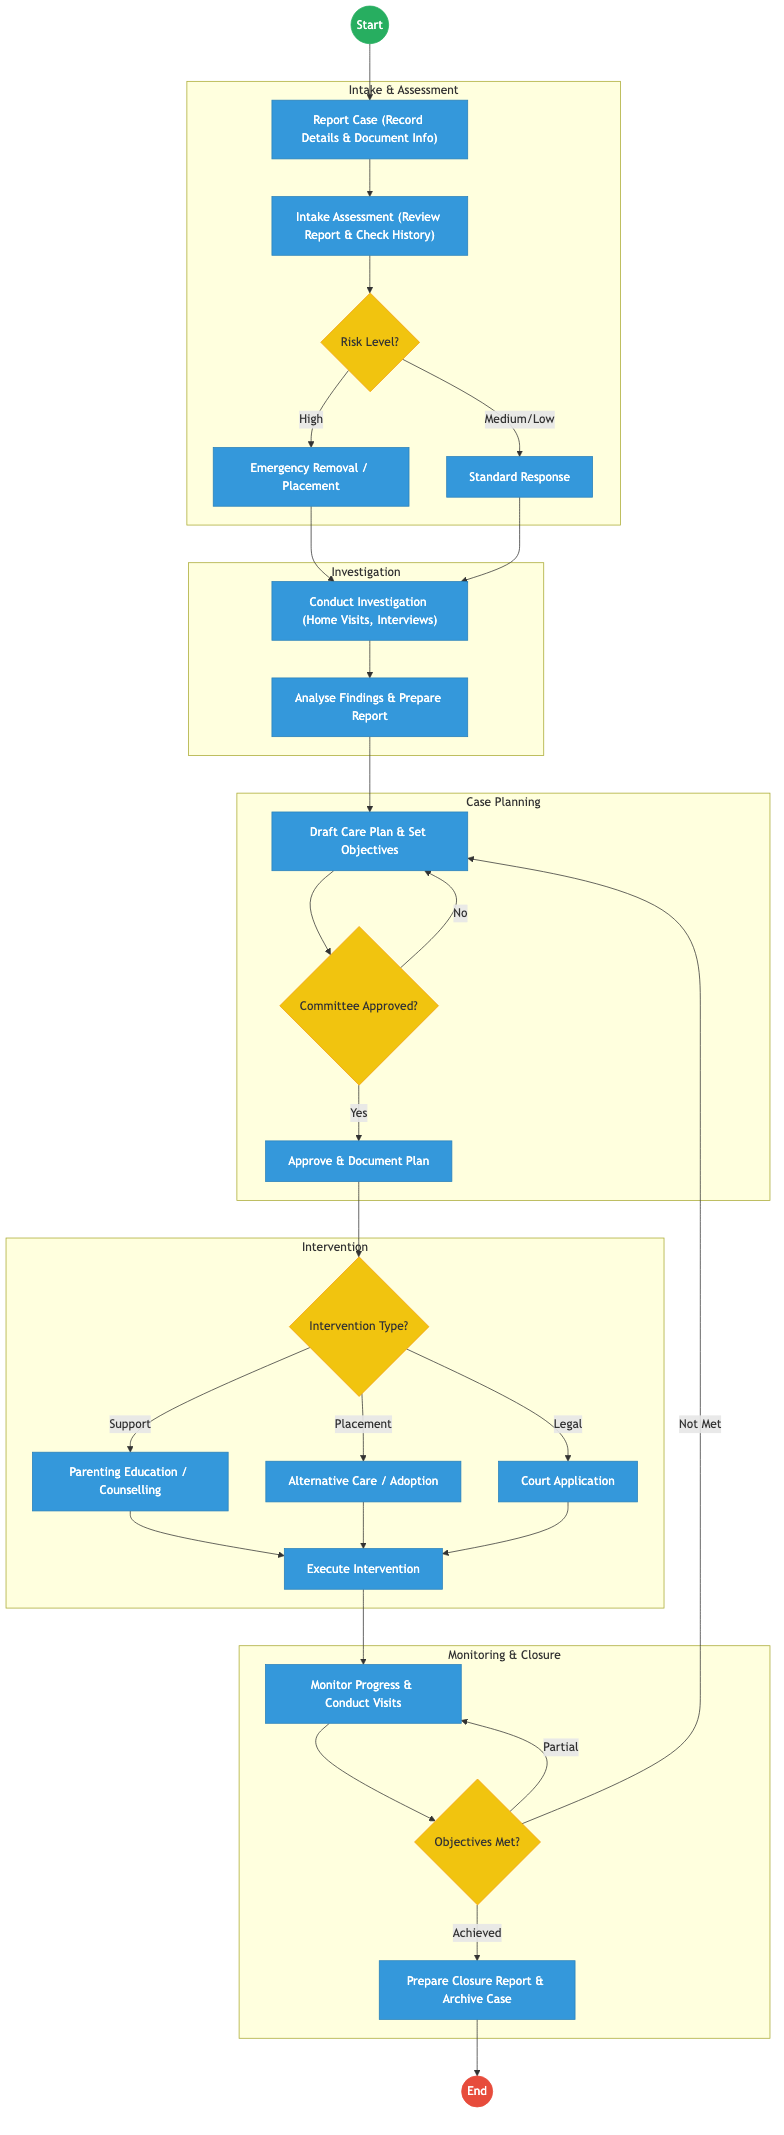 Start
Intake & Assessment
Report Case (Record
Details & Document Info)
Intake Assessment (Review
Report & Check History)
Risk Level?
High
Medium/Low
Emergency Removal /
Placement
Standard Response
Investigation
Conduct Investigation
(Home Visits, Interviews)
Analyse Findings & Prepare
Report
Case Planning
Draft Care Plan & Set
Objectives
No
Committee Approved?
Yes
Approve & Document Plan
Intervention
Intervention Type?
Support
Placement
Legal
Not Met
Parenting Education /
Counselling
Alternative Care / Adoption
Court Application
Execute Intervention
Monitoring & Closure
Monitor Progress &
Conduct Visits
Partial
Objectives Met?
Achieved
Prepare Closure Report &
Archive Case
End